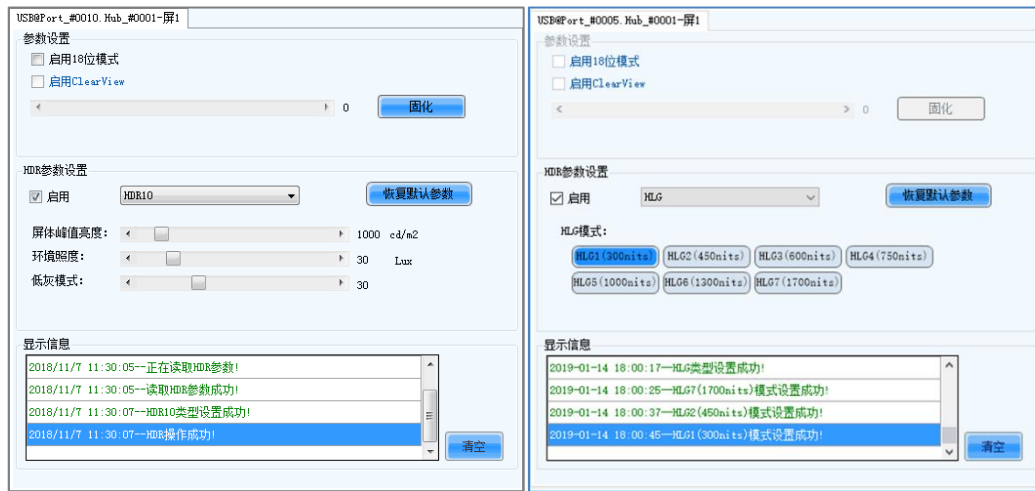 USB@Port_#0010.Hub_#0001-屏1
参数设置
启用18位模式
启用ClearView
0
固化
HDR参数设置
启用
HDR10
恢复默认参数
屏体峰值亮度:
1000 cd/m2
环境照度:
30 Lux
低灰模式:
30
显示信息
2018/11/7 11:30:05--正在读取HDR参数!
2018/11/7 11:30:05--读取HDR参数成功!
2018/11/7 11:30:07--HDR10类型设置成功!
2018/11/7 11:30:07--HDR操作成功!
清空
USB@Port_#0005.Hub_#0001-屏1
参数设置
启用18位模式
启用ClearView
0
固化
HDR参数设置
启用
HLG
恢复默认参数
HLG模式:
HLG1(300nits) HLG2(450nits) HLG3(600nits) HLG4(750nits)
HLG5(1000nits) HLG6(1300nits) HLG7(1700nits)
显示信息
2019-01-14 18:00:17—HLG类型设置成功!
2019-01-14 18:00:25—HLG7(1700nits)模式设置成功!
2019-01-14 18:00:37—HLG2(450nits)模式设置成功!
2019-01-14 18:00:45—HLG1(300nits)模式设置成功!
清空